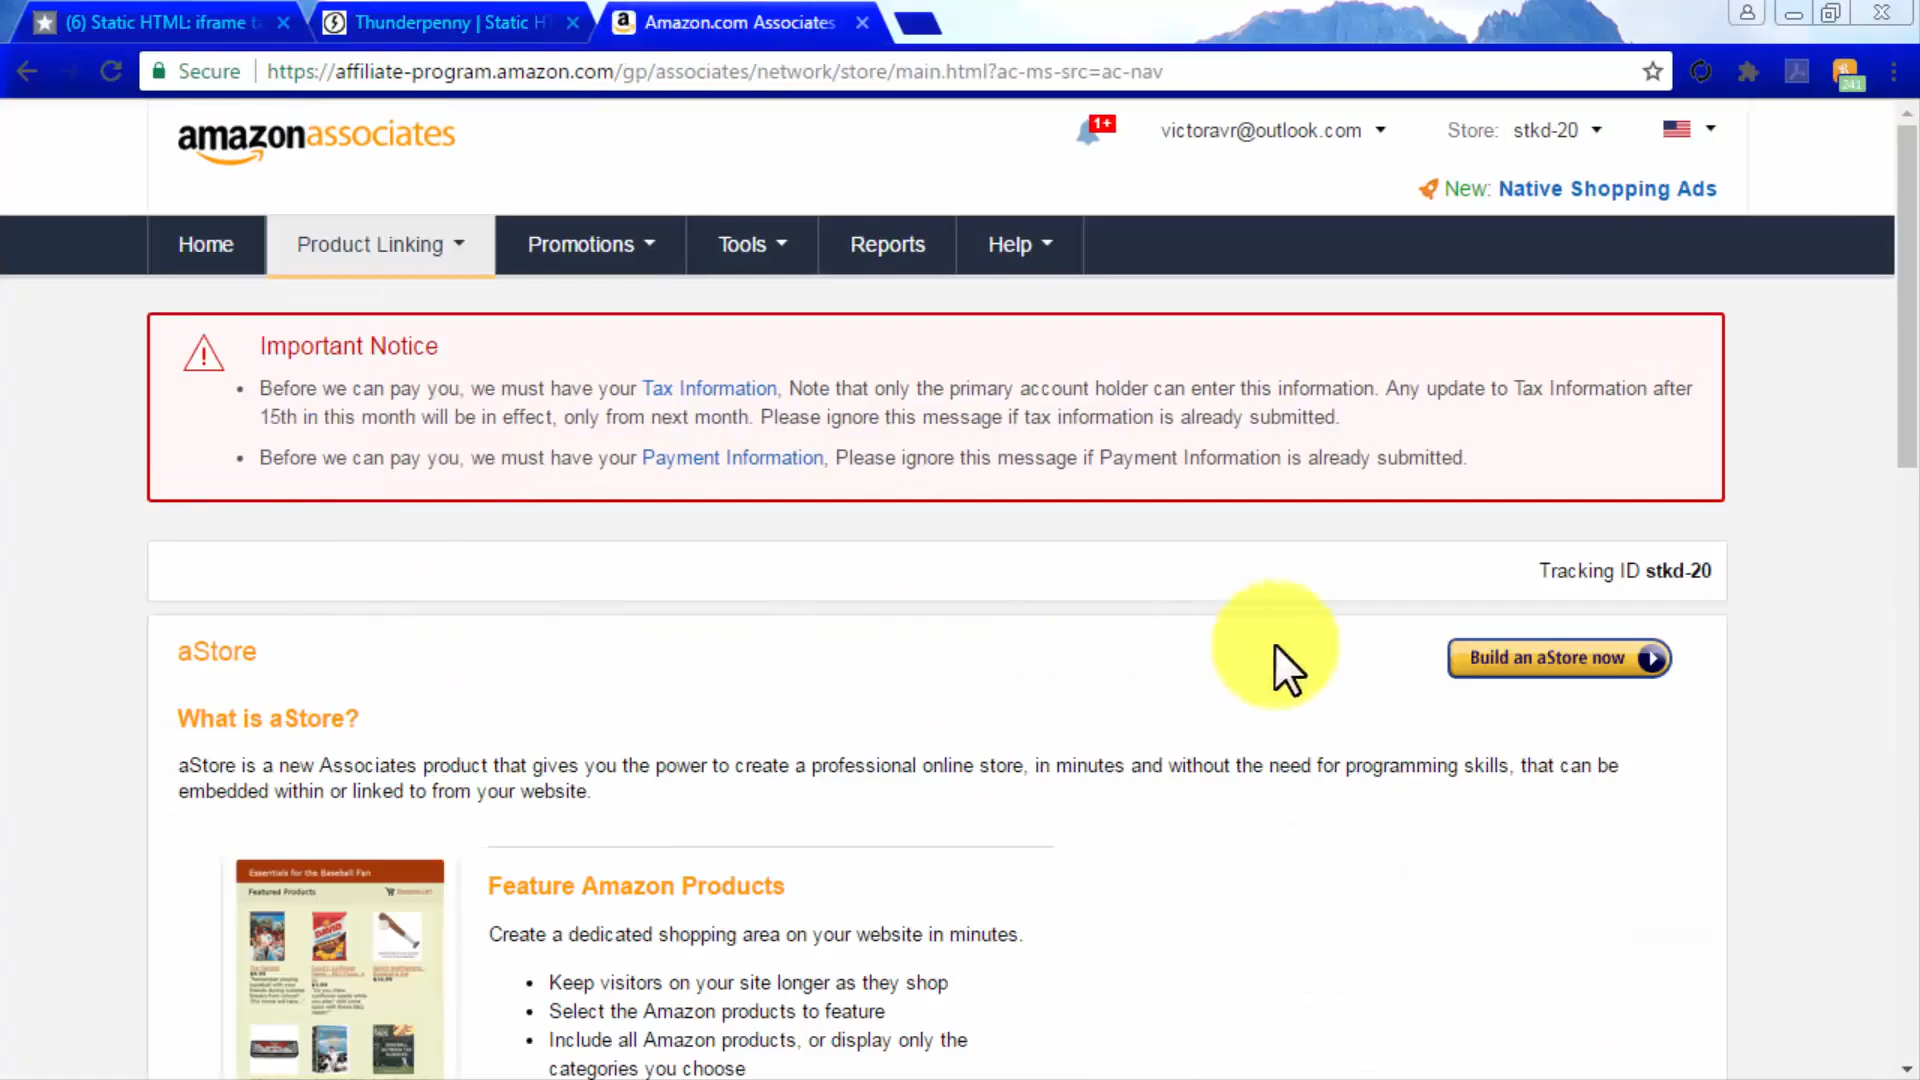 (6) Static HTML: iframe t
Thunderpenny | Static H
Amazon.com Associates
Secure
https://affiliate-program.amazon.com/gp/associates/network/store/main.html?ac-ms-src=ac-nav
241
amazonassociates
1+
victoravr@outlook.com
Store: stkd-20
New: Native Shopping Ads
Home
Product Linking
Promotions
Tools
Reports
Help
Important Notice
• Before we can pay you, we must have your Tax Information, Note that only the primary account holder can enter this information. Any update to Tax Information after
15th in this month will be in effect, only from next month. Please ignore this message if tax information is already submitted.
• Before we can pay you, we must have your Payment Information, Please ignore this message if Payment Information is already submitted.
Tracking ID stkd-20
aStore
Build an aStore now
What is aStore?
aStore is a new Associates product that gives you the power to create a professional online store, in minutes and without the need for programming skills, that can be
embedded within or linked to from your website.
Essentials for the Baseball Fan
Featured Products
DAVID
Feature Amazon Products
Create a dedicated shopping area on your website in minutes.
• Keep visitors on your site longer as they shop
• Select the Amazon products to feature
• Include all Amazon products, or display only the
categories you choose